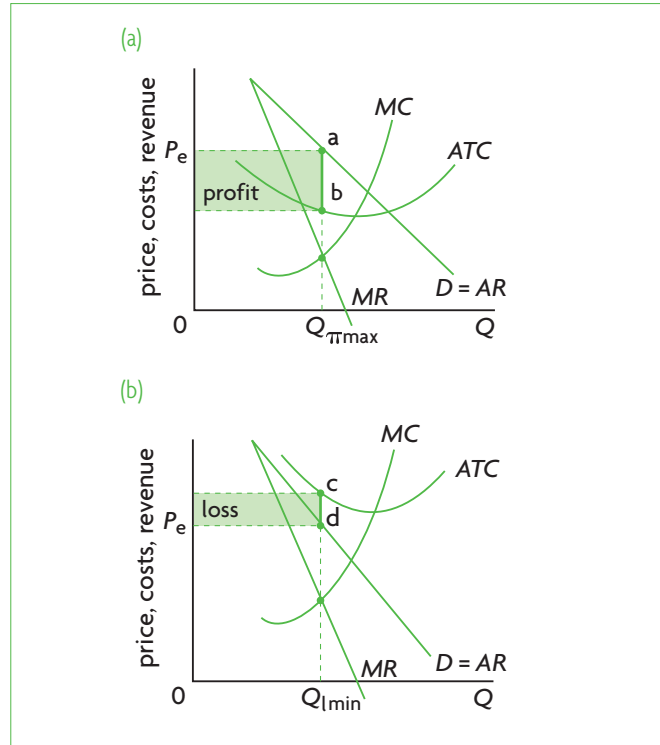 (a)
price, costs, revenue
MC
a
ATC
Pe
profit
b
MR
D = AR
0
Qπmax
Q
(b)
price, costs, revenue
MC
ATC
c
loss
d
Pe
MR
D = AR
0
Qlmin
Q